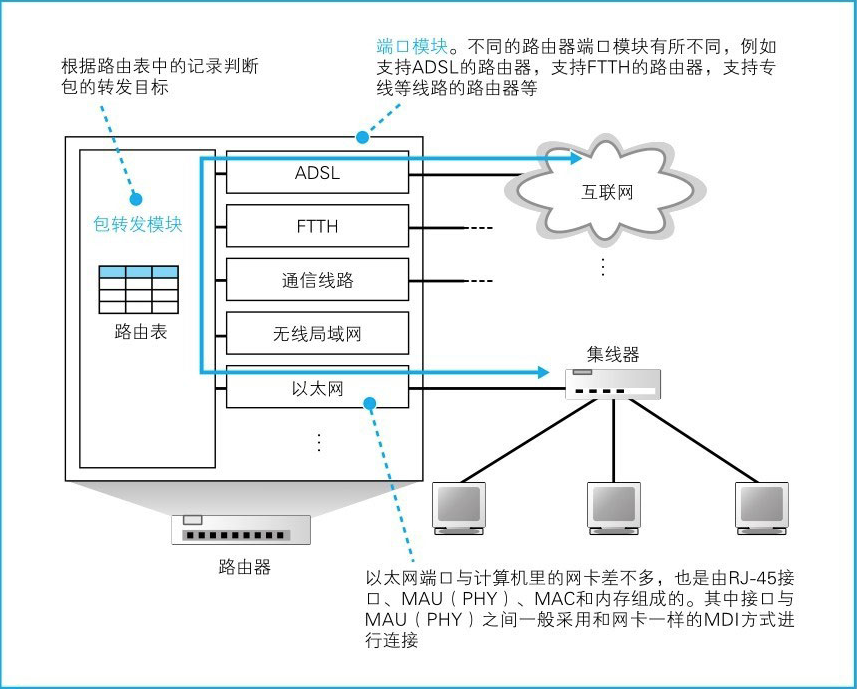 根据路由表中的记录判断
包的转发目标
端口模块。不同的路由器端口模块有所不同，例如
支持ADSL的路由器，支持FTTH的路由器，支持专
线等线路的路由器等
包转发模块
路由表
ADSL
FTTH
通信线路
无线局域网
以太网
互联网
集线器
路由器
以太网端口与计算机里的网卡差不多，也是由RJ-45接
口、MAU（PHY）、MAC和内存组成的。其中接口与
MAU（PHY）之间一般采用和网卡一样的MDI方式进
行连接